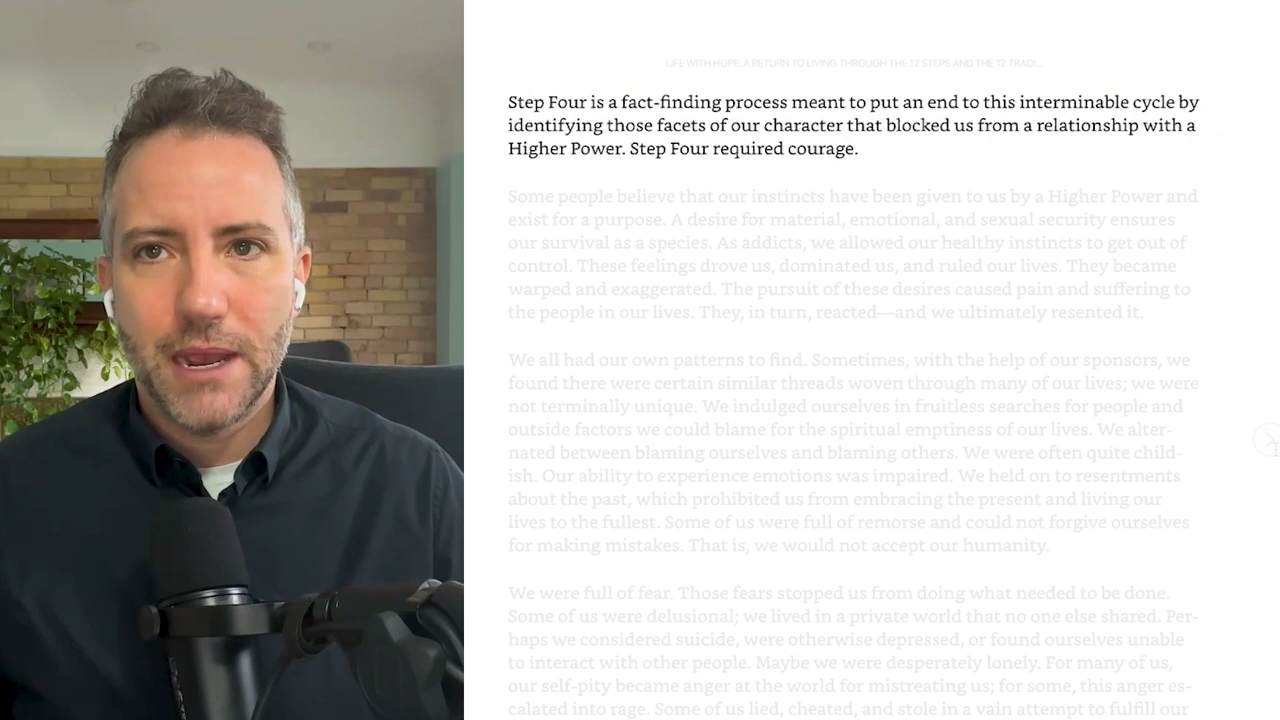 LIFE WITH HOPE: A RETURN TO LIVING THROUGH THE 12 STEPS AND THE 12 TRADI...
Step Four is a fact-finding process meant to put an end to this interminable cycle by
identifying those facets of our character that blocked us from a relationship with a
Higher Power. Step Four required courage.
Some people believe that our instincts have been given to us by a Higher Power and
exist for a purpose. A desire for material, emotional, and sexual security ensures
our survival as a species. As addicts, we allowed our healthy instincts to get out of
control. These feelings drove us, dominated us, and ruled our lives. They became
warped and exaggerated. The pursuit of these desires caused pain and suffering to
the people in our lives. They, in turn, reacted—and we ultimately resented it.
We all had our own patterns to find. Sometimes, with the help of our sponsors, we
found there were certain similar threads woven through many of our lives; we were
not terminally unique. We indulged ourselves in fruitless searches for people and
outside factors we could blame for the spiritual emptiness of our lives. We alter-
nated between blaming ourselves and blaming others. We were often quite child-
ish. Our ability to experience emotions was impaired. We held on to resentments
about the past, which prohibited us from embracing the present and living our
lives to the fullest. Some of us were full of remorse and could not forgive ourselves
for making mistakes. That is, we would not accept our humanity.
We were full of fear. Those fears stopped us from doing what needed to be done.
Some of us were delusional; we lived in a private world that no one else shared. Per-
haps we considered suicide, were otherwise depressed, or found ourselves unable
to interact with other people. Maybe we were desperately lonely. For many of us,
our self-pity became anger at the world for mistreating us; for some, this anger es-
calated into rage. Some of us lied, cheated, and stole in a vain attempt to fulfill our